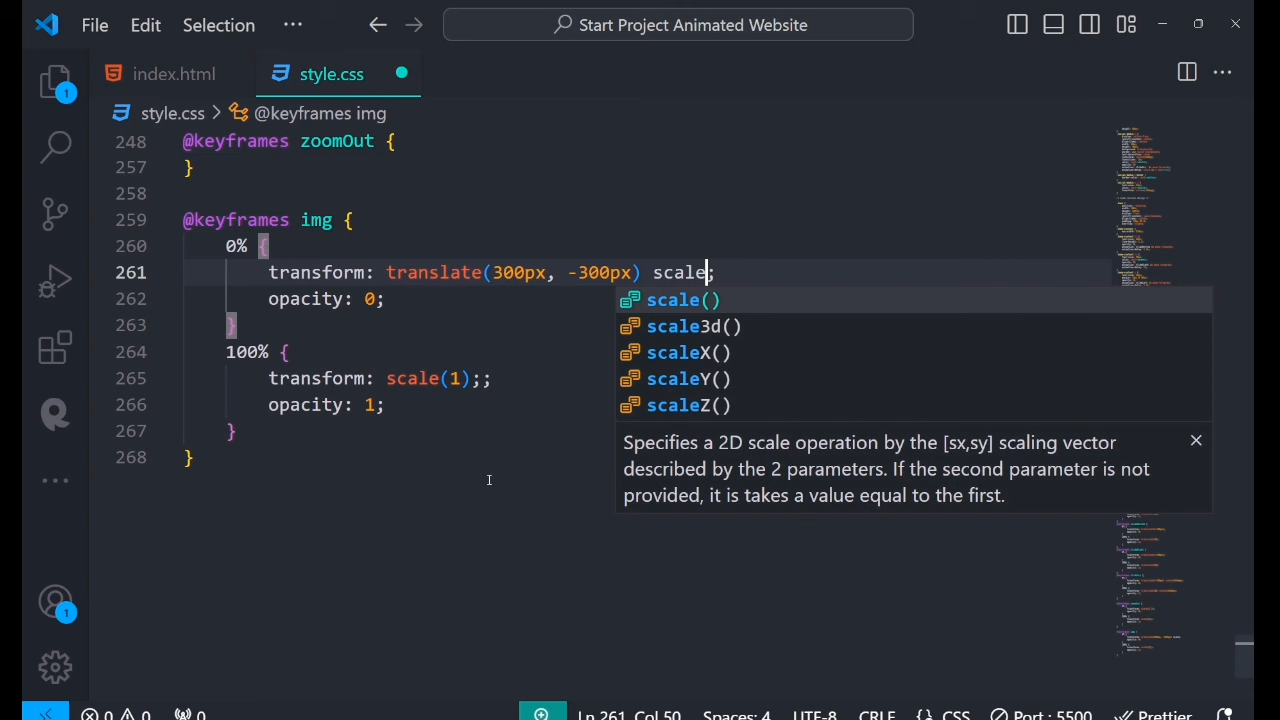 File Edit Selection ··· Start Project Animated Website
index.html style.css
style.css > @keyframes img
248 @keyframes zoomOut {
257 }
258
259 @keyframes img {
260 0% {
261 transform: translate(300px, -300px) scale;
262 opacity: 0;
263 }
264 100% {
265 transform: scale(1);;
266 opacity: 1;
267 }
268 }
scale()
scale3d()
scaleX()
scaleY()
scaleZ()
Specifies a 2D scale operation by the [sx,sy] scaling vector
described by the 2 parameters. If the second parameter is not
provided, it is takes a value equal to the first.
1
1
0 0 0 Ln 261, Col 50 Spaces: 4 UTF-8 CRLF {} CSS Port : 5500 Prettier